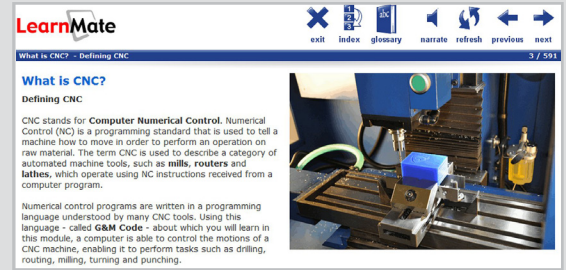 LearnMate
1
2
3
abc
exit index glossary narrate refresh previous next
What is CNC? - Defining CNC 3 / 591
What is CNC?
Defining CNC
CNC stands for Computer Numerical Control. Numerical
Control (NC) is a programming standard that is used to tell a
machine how to move in order to perform an operation on
raw material. The term CNC is used to describe a category of
automated machine tools, such as mills, routers and
lathes, which operate using NC instructions received from a
computer program.
Numerical control programs are written in a programming
language understood by many CNC tools. Using this
language - called G&M Code - about which you will learn in
this module, a computer is able to control the motions of a
CNC machine, enabling it to perform tasks such as drilling,
routing, milling, turning and punching.